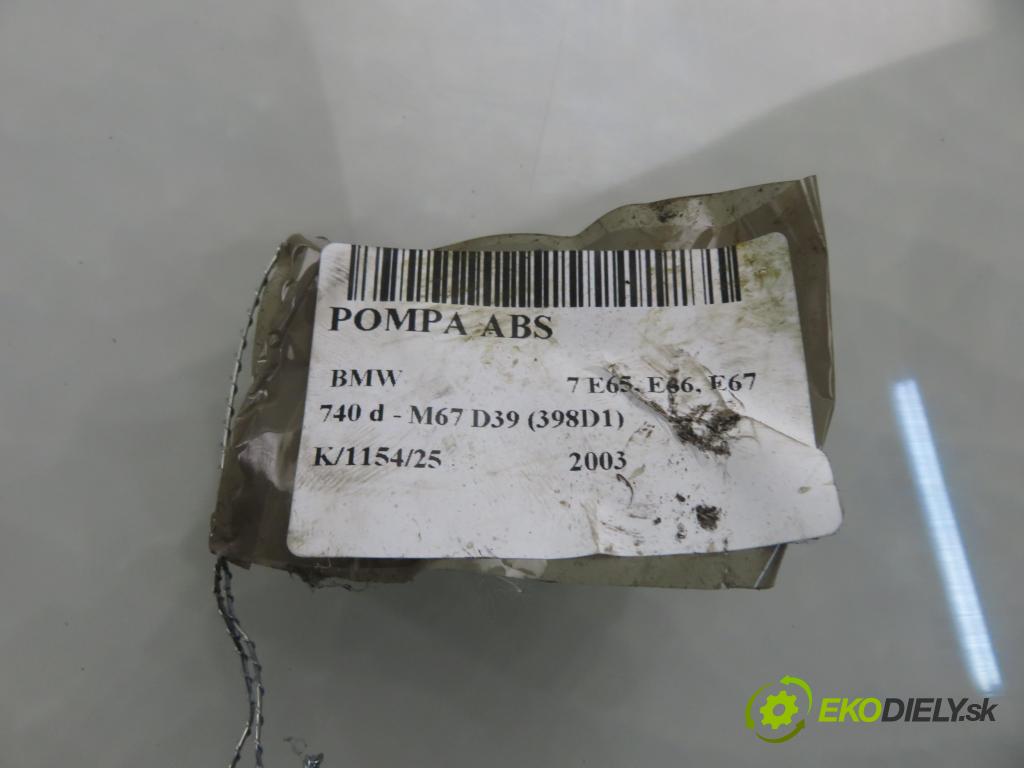 POMPA ABS
BMW 7 E65, E66, E67
740 d - M67 D39 (398D1)
K/1154/25 2003
EKODIELY.sk